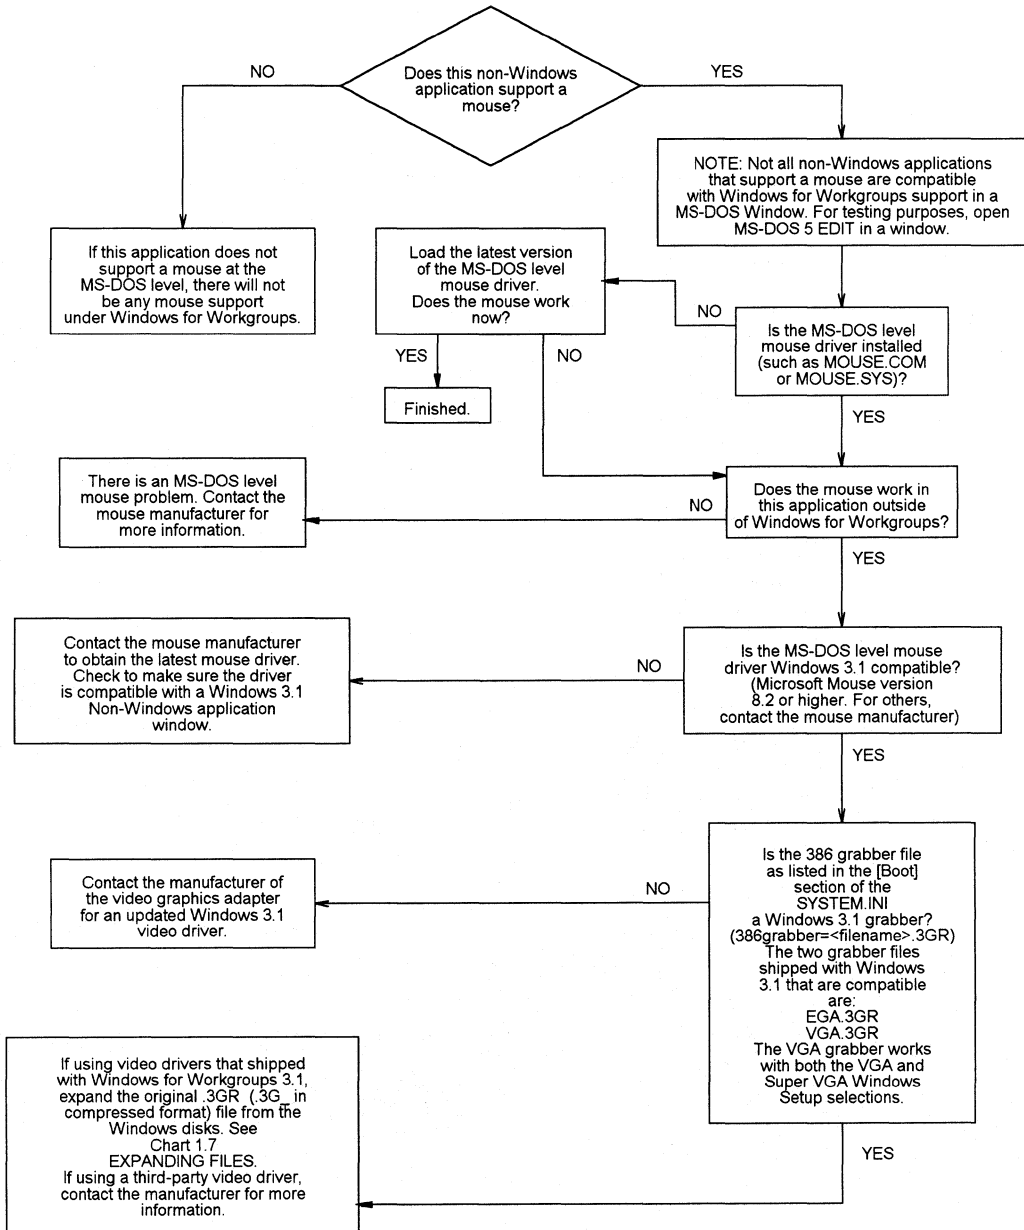 Does this non-Windows
application support a
mouse?
NO
YES
NOTE: Not all non-Windows applications
that support a mouse are compatible
with Windows for Workgroups support in a
MS-DOS Window. For testing purposes, open
MS-DOS 5 EDIT in a window.
If this application does not
support a mouse at the
MS-DOS level, there will not
be any mouse support
under Windows for Workgroups.
Load the latest version
of the MS-DOS level
mouse driver.
Does the mouse work
now?
NO
Is the MS-DOS level
mouse driver installed
(such as MOUSE.COM
or MOUSE.SYS)?
YES
NO
Finished.
YES
There is an MS-DOS level
mouse problem. Contact the
mouse manufacturer for
more information.
NO
Does the mouse work in
this application outside
of Windows for Workgroups?
YES
Contact the mouse manufacturer
to obtain the latest mouse driver.
Check to make sure the driver
is compatible with a Windows 3.1
Non-Windows application
window.
NO
Is the MS-DOS level mouse
driver Windows 3.1 compatible?
(Microsoft Mouse version
8.2 or higher. For others,
contact the mouse manufacturer)
YES
Contact the manufacturer of
the video graphics adapter
for an updated Windows 3.1
video driver.
NO
Is the 386 grabber file
as listed in the [Boot]
section of the
SYSTEM.INI
a Windows 3.1 grabber?
(386grabber=<filename>.3GR)
The two grabber files
shipped with Windows
3.1 that are compatible
are:
EGA.3GR
VGA.3GR
The VGA grabber works
with both the VGA and
Super VGA Windows
Setup selections.
YES
If using video drivers that shipped
with Windows for Workgroups 3.1,
expand the original .3GR (.3G_ in
compressed format) file from the
Windows disks. See
Chart 1.7
EXPANDING FILES.
If using a third-party video driver,
contact the manufacturer for more
information.